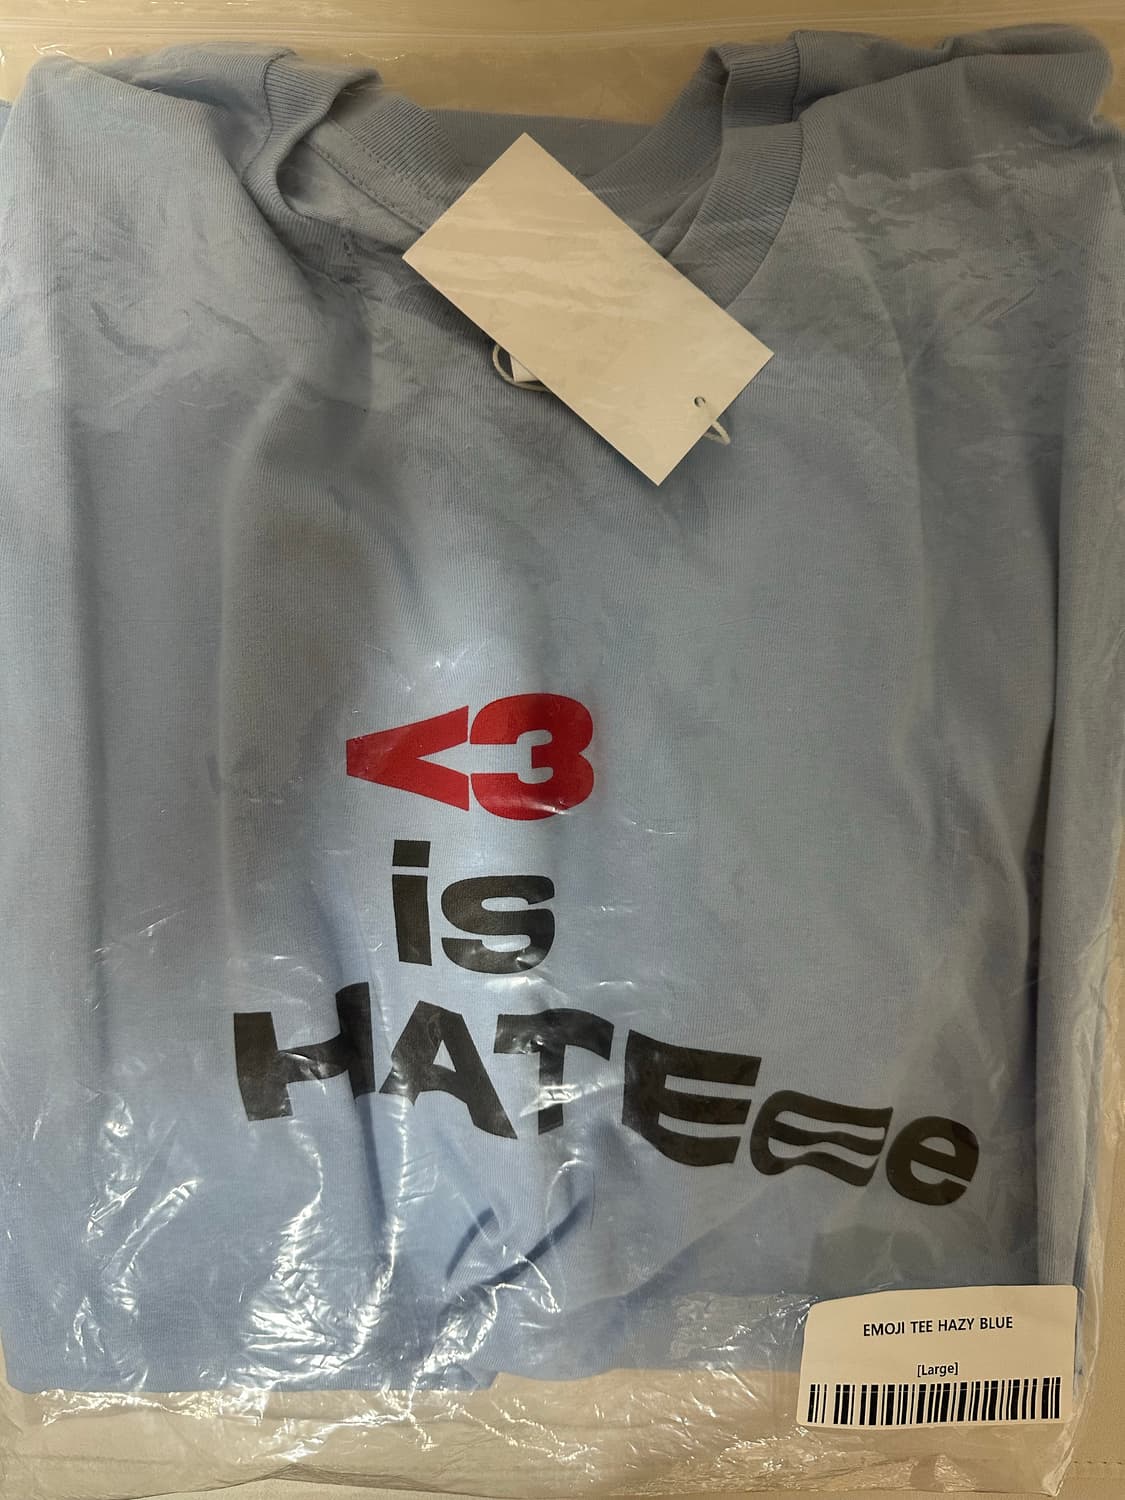 <3
is
HATEee
EMOJI TEE HAZY BLUE
[Large]